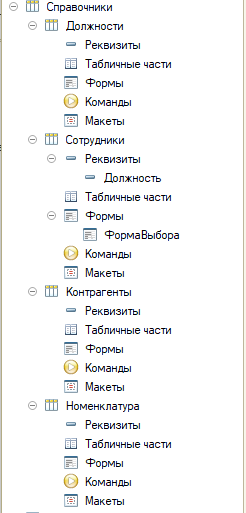 Справочники
Должности
Реквизиты
Табличные части
Формы
Команды
Макеты
Сотрудники
Реквизиты
Должность
Табличные части
Формы
ФормаВыбора
Команды
Макеты
Контрагенты
Реквизиты
Табличные части
Формы
Команды
Макеты
Номенклатура
Реквизиты
Табличные части
Формы
Команды
Макеты